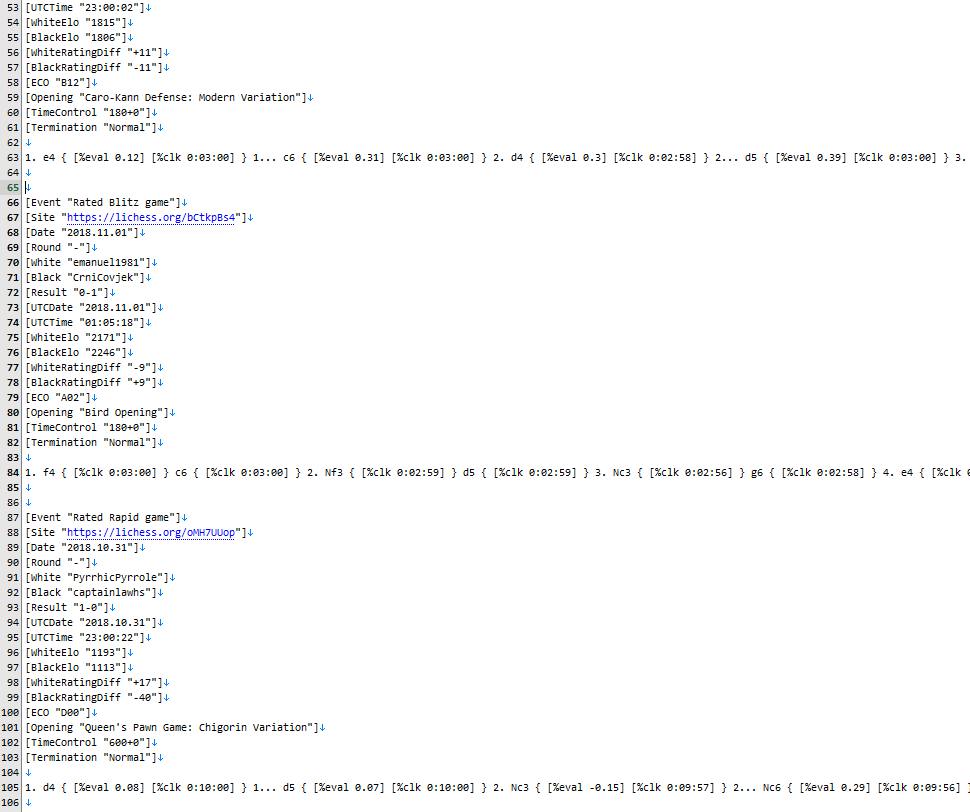 53 [UTCTime "23:00:02"]↓
54 [WhiteElo "1815"]↓
55 [BlackElo "1806"]↓
56 [WhiteRatingDiff "+11"]↓
57 [BlackRatingDiff "-11"]↓
58 [ECO "B12"]↓
59 [Opening "Caro-Kann Defense: Modern Variation"]↓
60 [TimeControl "180+0"]↓
61 [Termination "Normal"]↓
62 ↓
63 1. e4 { [%eval 0.12] [%clk 0:03:00] } 1... c6 { [%eval 0.31] [%clk 0:03:00] } 2. d4 { [%eval 0.3] [%clk 0:02:58] } 2... d5 { [%eval 0.39] [%clk 0:03:00] } 3.
64 ↓
65 ↓
66 [Event "Rated Blitz game"]↓
67 [Site "https://lichess.org/bCtkpBs4"]↓
68 [Date "2018.11.01"]↓
69 [Round "-"]↓
70 [White "emanuel1981"]↓
71 [Black "CrniCovjek"]↓
72 [Result "0-1"]↓
73 [UTCDate "2018.11.01"]↓
74 [UTCTime "01:05:18"]↓
75 [WhiteElo "2171"]↓
76 [BlackElo "2246"]↓
77 [WhiteRatingDiff "-9"]↓
78 [BlackRatingDiff "+9"]↓
79 [ECO "A02"]↓
80 [Opening "Bird Opening"]↓
81 [TimeControl "180+0"]↓
82 [Termination "Normal"]↓
83 ↓
84 1. f4 { [%clk 0:03:00] } c6 { [%clk 0:03:00] } 2. Nf3 { [%clk 0:02:59] } d5 { [%clk 0:02:59] } 3. Nc3 { [%clk 0:02:56] } g6 { [%clk 0:02:58] } 4. e4 { [%clk 0
85 ↓
86 ↓
87 [Event "Rated Rapid game"]↓
88 [Site "https://lichess.org/oMH7UUop"]↓
89 [Date "2018.10.31"]↓
90 [Round "-"]↓
91 [White "PyrrhicPyrrole"]↓
92 [Black "captainlawhs"]↓
93 [Result "1-0"]↓
94 [UTCDate "2018.10.31"]↓
95 [UTCTime "23:00:22"]↓
96 [WhiteElo "1193"]↓
97 [BlackElo "1113"]↓
98 [WhiteRatingDiff "+17"]↓
99 [BlackRatingDiff "-40"]↓
100 [ECO "D00"]↓
101 [Opening "Queen's Pawn Game: Chigorin Variation"]↓
102 [TimeControl "600+0"]↓
103 [Termination "Normal"]↓
104 ↓
105 1. d4 { [%eval 0.08] [%clk 0:10:00] } 1... d5 { [%eval 0.07] [%clk 0:10:00] } 2. Nc3 { [%eval -0.15] [%clk 0:09:57] } 2... Nc6 { [%eval 0.29] [%clk 0:09:56] }
106 ↓